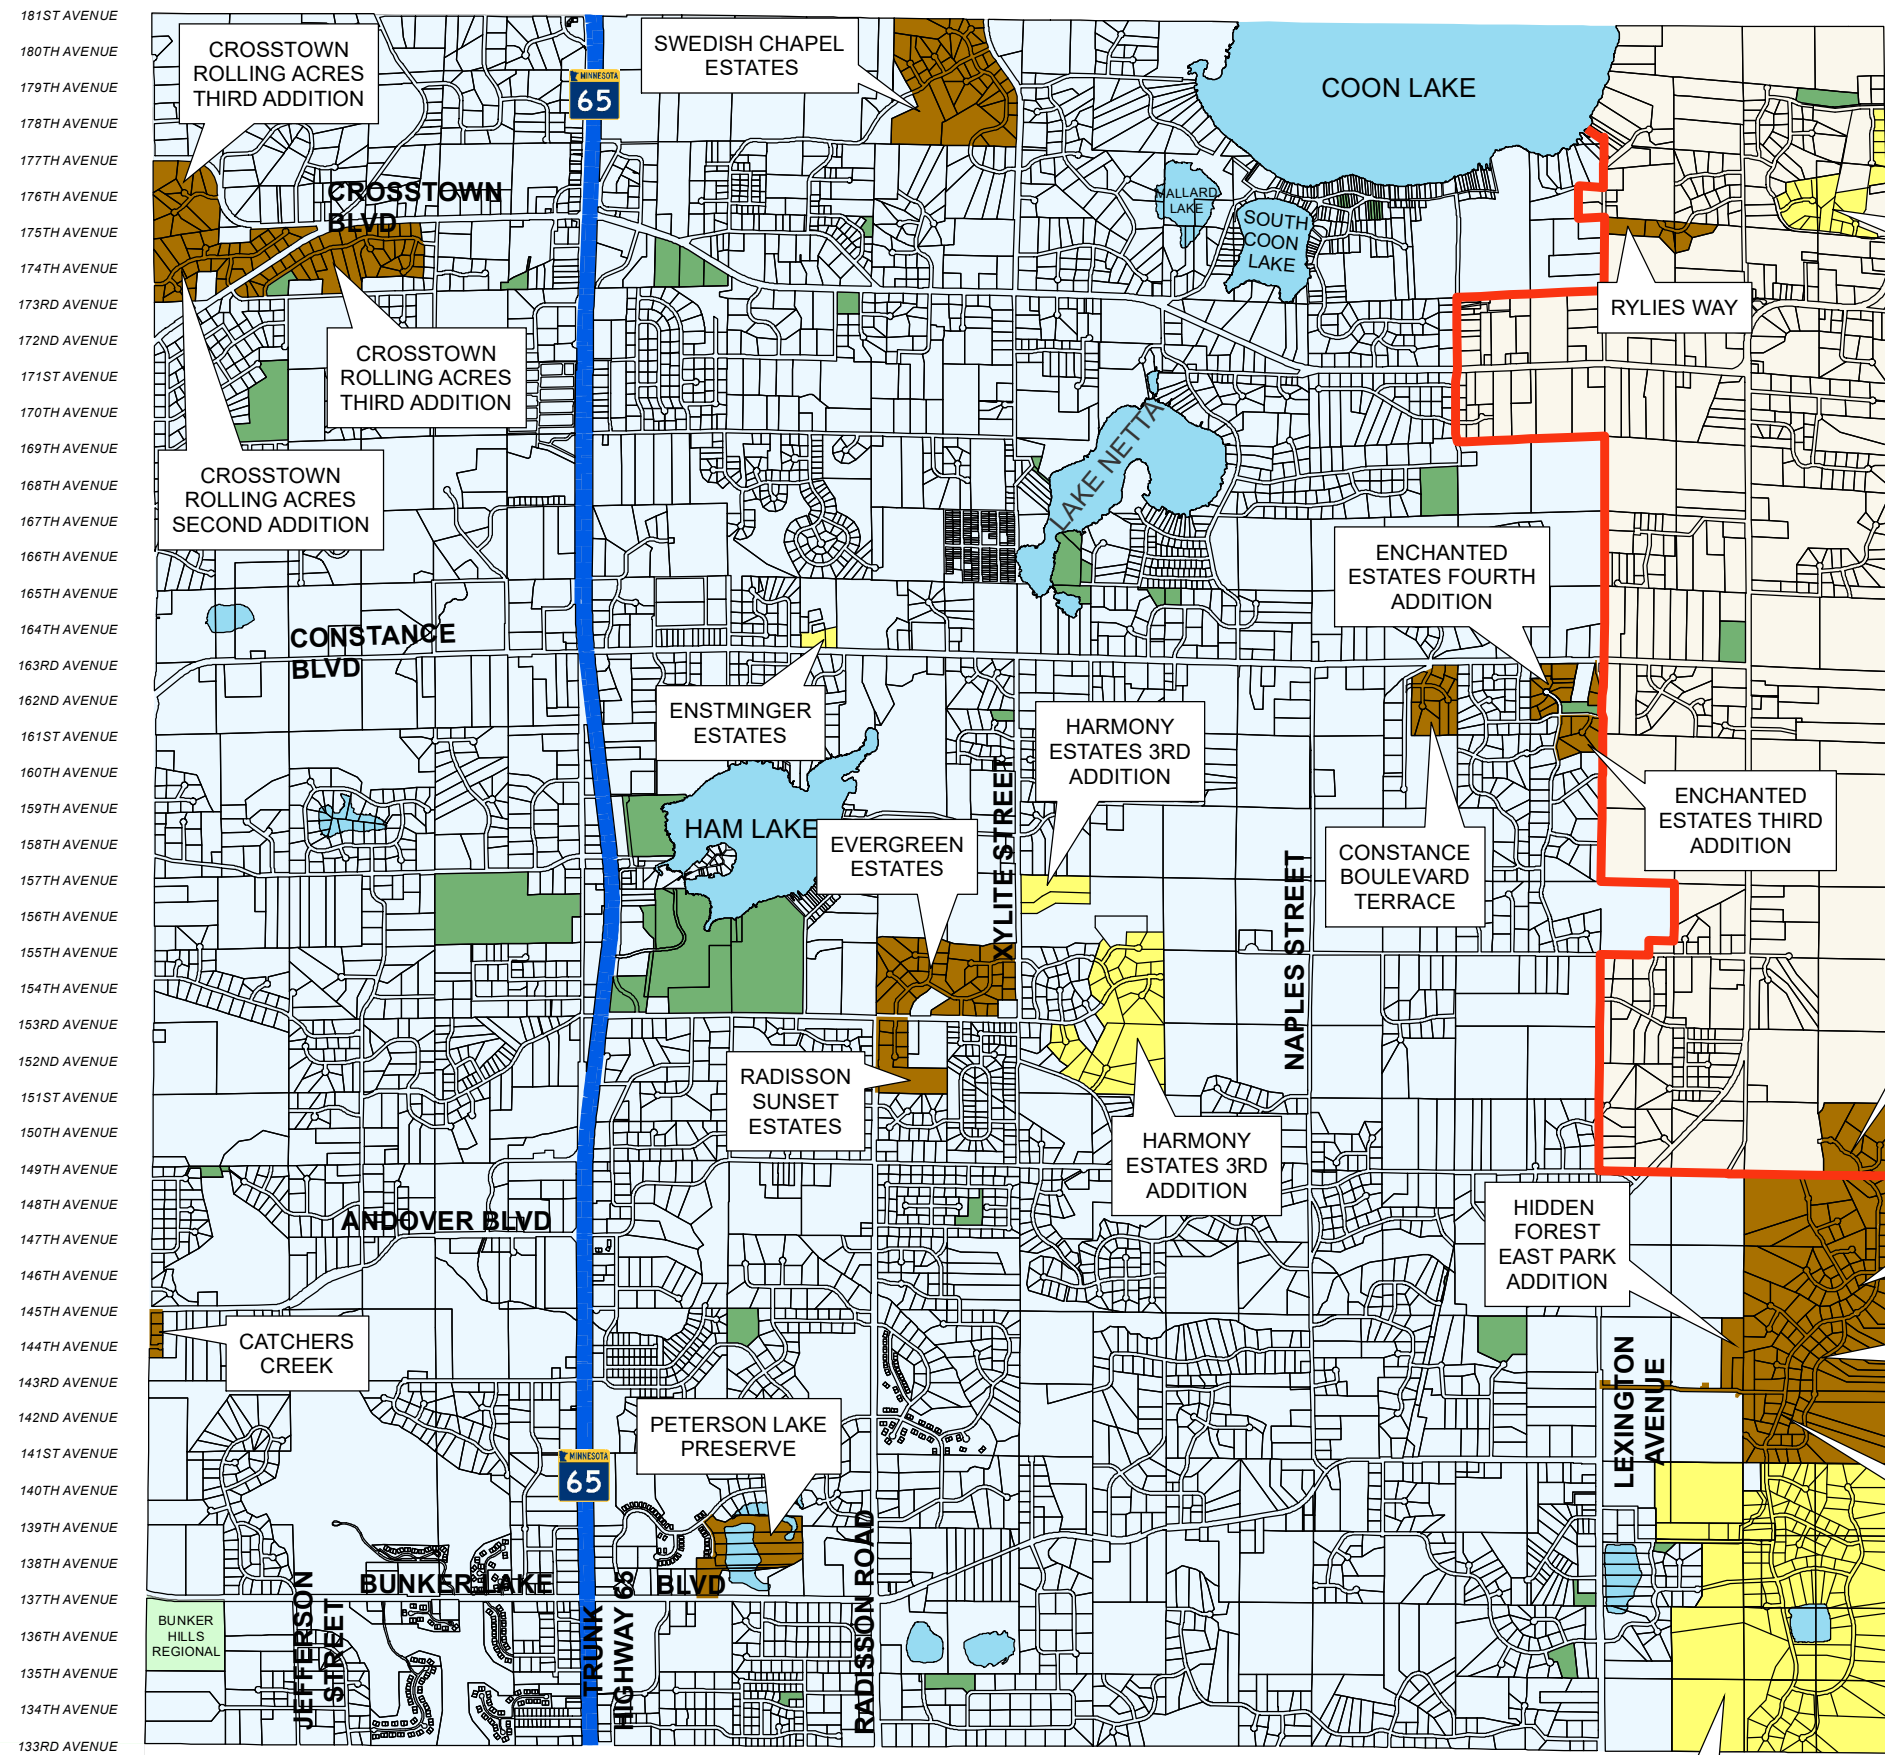 181ST AVENUE
180TH AVENUE
179TH AVENUE
178TH AVENUE
177TH AVENUE
176TH AVENUE
175TH AVENUE
174TH AVENUE
173RD AVENUE
172ND AVENUE
171ST AVENUE
170TH AVENUE
169TH AVENUE
168TH AVENUE
167TH AVENUE
166TH AVENUE
165TH AVENUE
164TH AVENUE
163RD AVENUE
162ND AVENUE
161ST AVENUE
160TH AVENUE
159TH AVENUE
158TH AVENUE
157TH AVENUE
156TH AVENUE
155TH AVENUE
154TH AVENUE
153RD AVENUE
152ND AVENUE
151ST AVENUE
150TH AVENUE
149TH AVENUE
148TH AVENUE
147TH AVENUE
146TH AVENUE
145TH AVENUE
144TH AVENUE
143RD AVENUE
142ND AVENUE
141ST AVENUE
140TH AVENUE
139TH AVENUE
138TH AVENUE
137TH AVENUE
136TH AVENUE
135TH AVENUE
134TH AVENUE
133RD AVENUE
CROSSTOWN
ROLLING ACRES
THIRD ADDITION
SWEDISH CHAPEL
ESTATES
MINNESOTA
65
COON LAKE
CROSSTOWN
BLVD
MALLARD
LAKE
SOUTH
COON
LAKE
RYLIES WAY
CROSSTOWN
ROLLING ACRES
THIRD ADDITION
CROSSTOWN
ROLLING ACRES
SECOND ADDITION
LAKE NETTA
ENCHANTED
ESTATES FOURTH
ADDITION
CONSTANCE
BLVD
ENSTMINGER
ESTATES
HARMONY
ESTATES 3RD
ADDITION
XYLITE STREET
HAM LAKE
EVERGREEN
ESTATES
ENCHANTED
ESTATES THIRD
ADDITION
CONSTANCE
BOULEVARD
TERRACE
NAPLES STREET
RADISSON
SUNSET
ESTATES
HARMONY
ESTATES 3RD
ADDITION
ANDOVER BLVD
HIDDEN
FOREST
EAST PARK
ADDITION
CATCHERS
CREEK
LEXINGTON
AVENUE
PETERSON LAKE
PRESERVE
MINNESOTA
65
BUNKER LAKE
BLVD
BUNKER
HILLS
REGIONAL
JEFFERSON
STREET
TRUNK
HIGHWAY 65
RADISSON ROAD